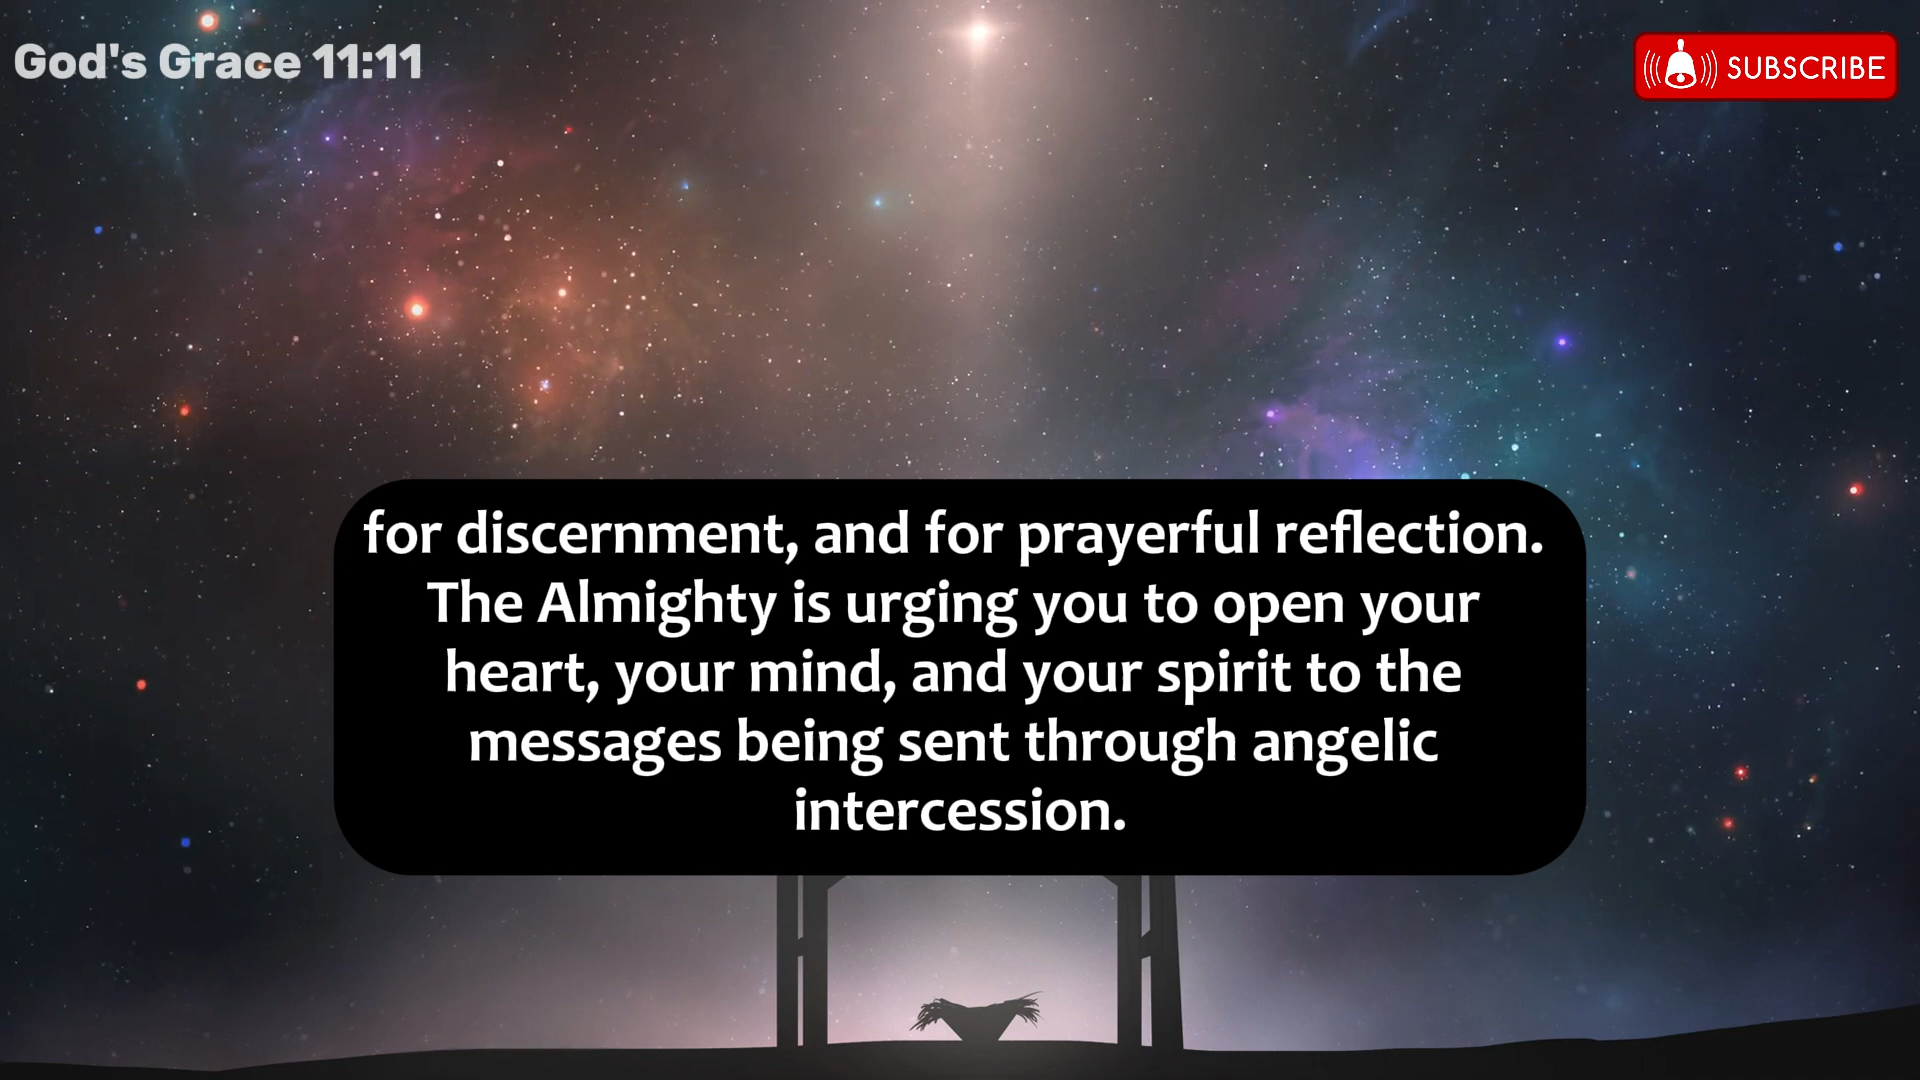 God's Grace 11:11
SUBSCRIBE
for discernment, and for prayerful reflection.
The Almighty is urging you to open your
heart, your mind, and your spirit to the
messages being sent through angelic
intercession.